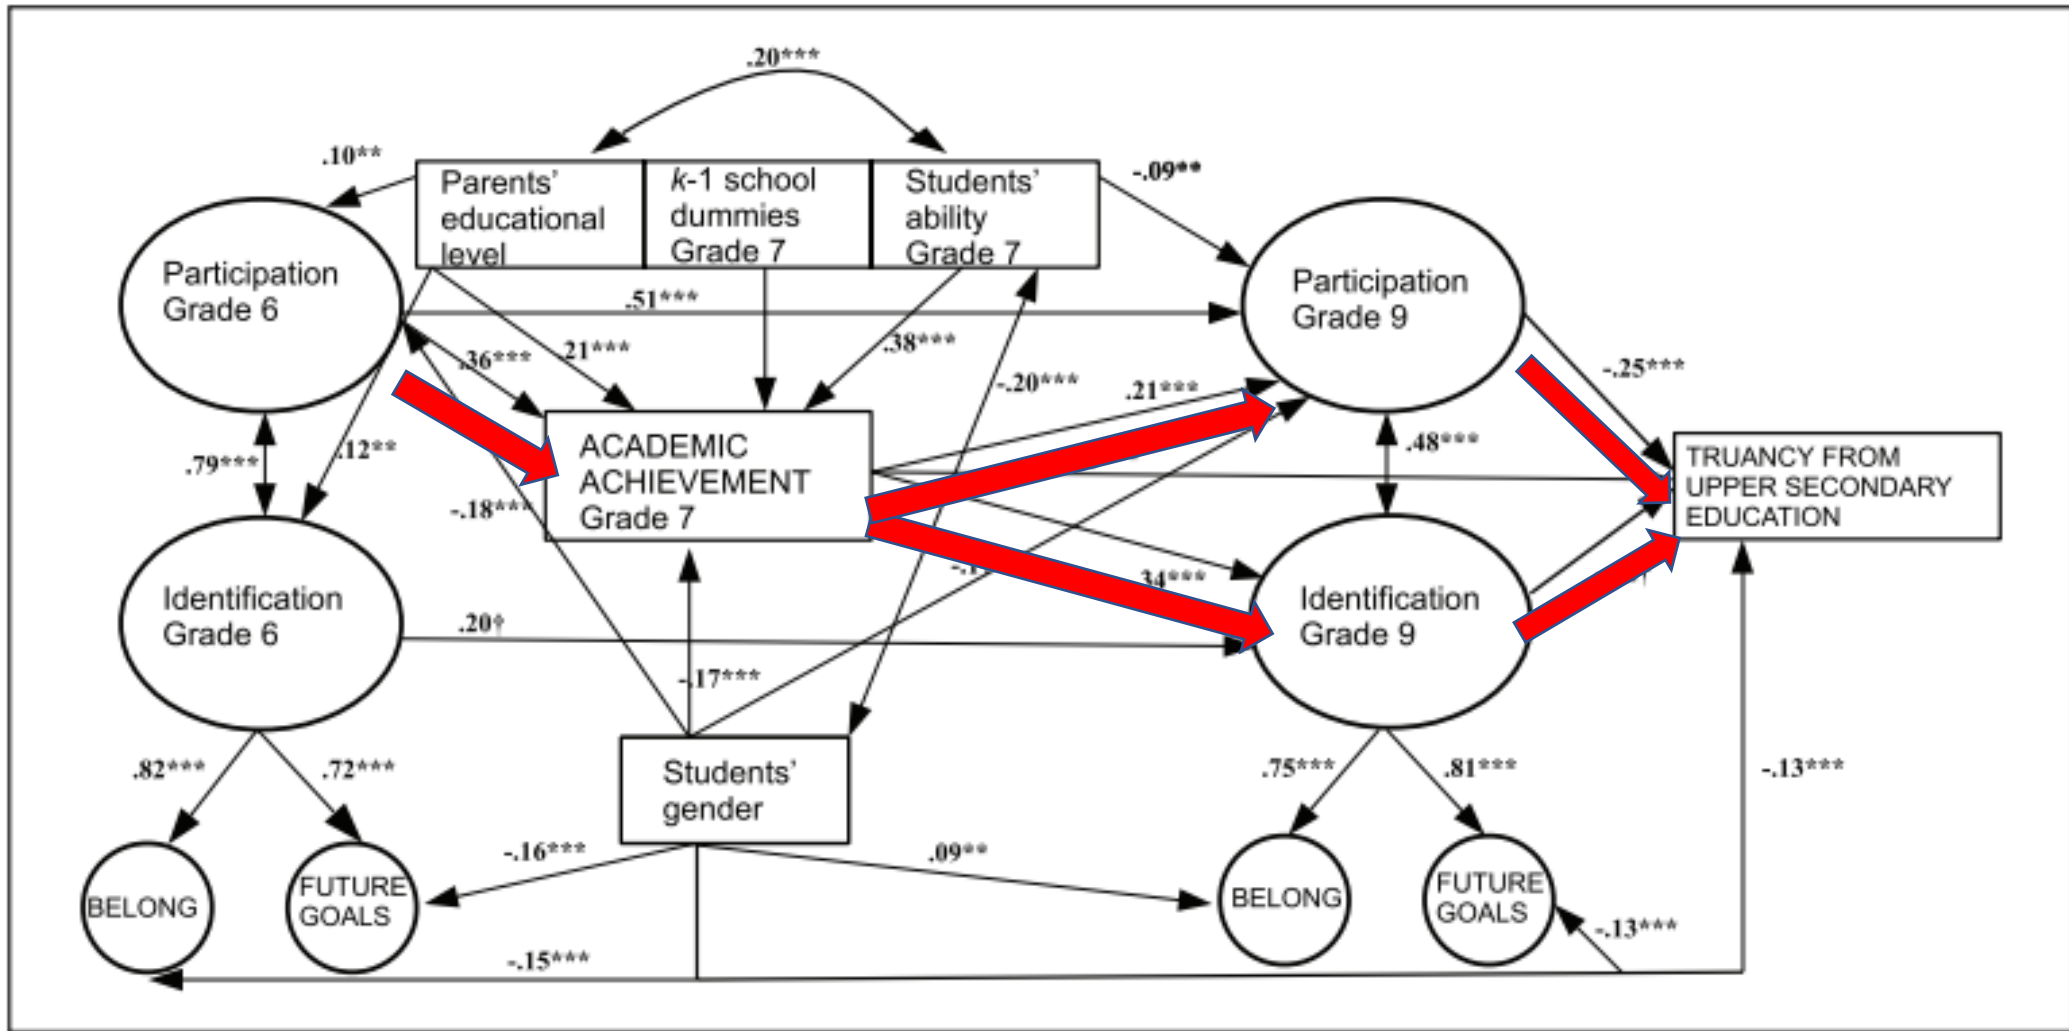 .20***
.10**
Parents'
educational
level
k-1 school
dummies
Grade 7
Students'
ability
Grade 7
-.09**
Participation
Grade 6
Participation
Grade 9
.51***
.36***
.21***
.38***
-.20***
.21***
-.25***
.79***
.12**
ACADEMIC
ACHIEVEMENT
Grade 7
.48***
TRUANCY FROM
UPPER SECONDARY
EDUCATION
-.18***
.34***
Identification
Grade 6
.20†
Identification
Grade 9
-.17***
Students'
gender
.82***
.72***
.75***
.81***
-.13***
-.16***
.09**
BELONG
FUTURE
GOALS
BELONG
FUTURE
GOALS
-.13***
-.15***